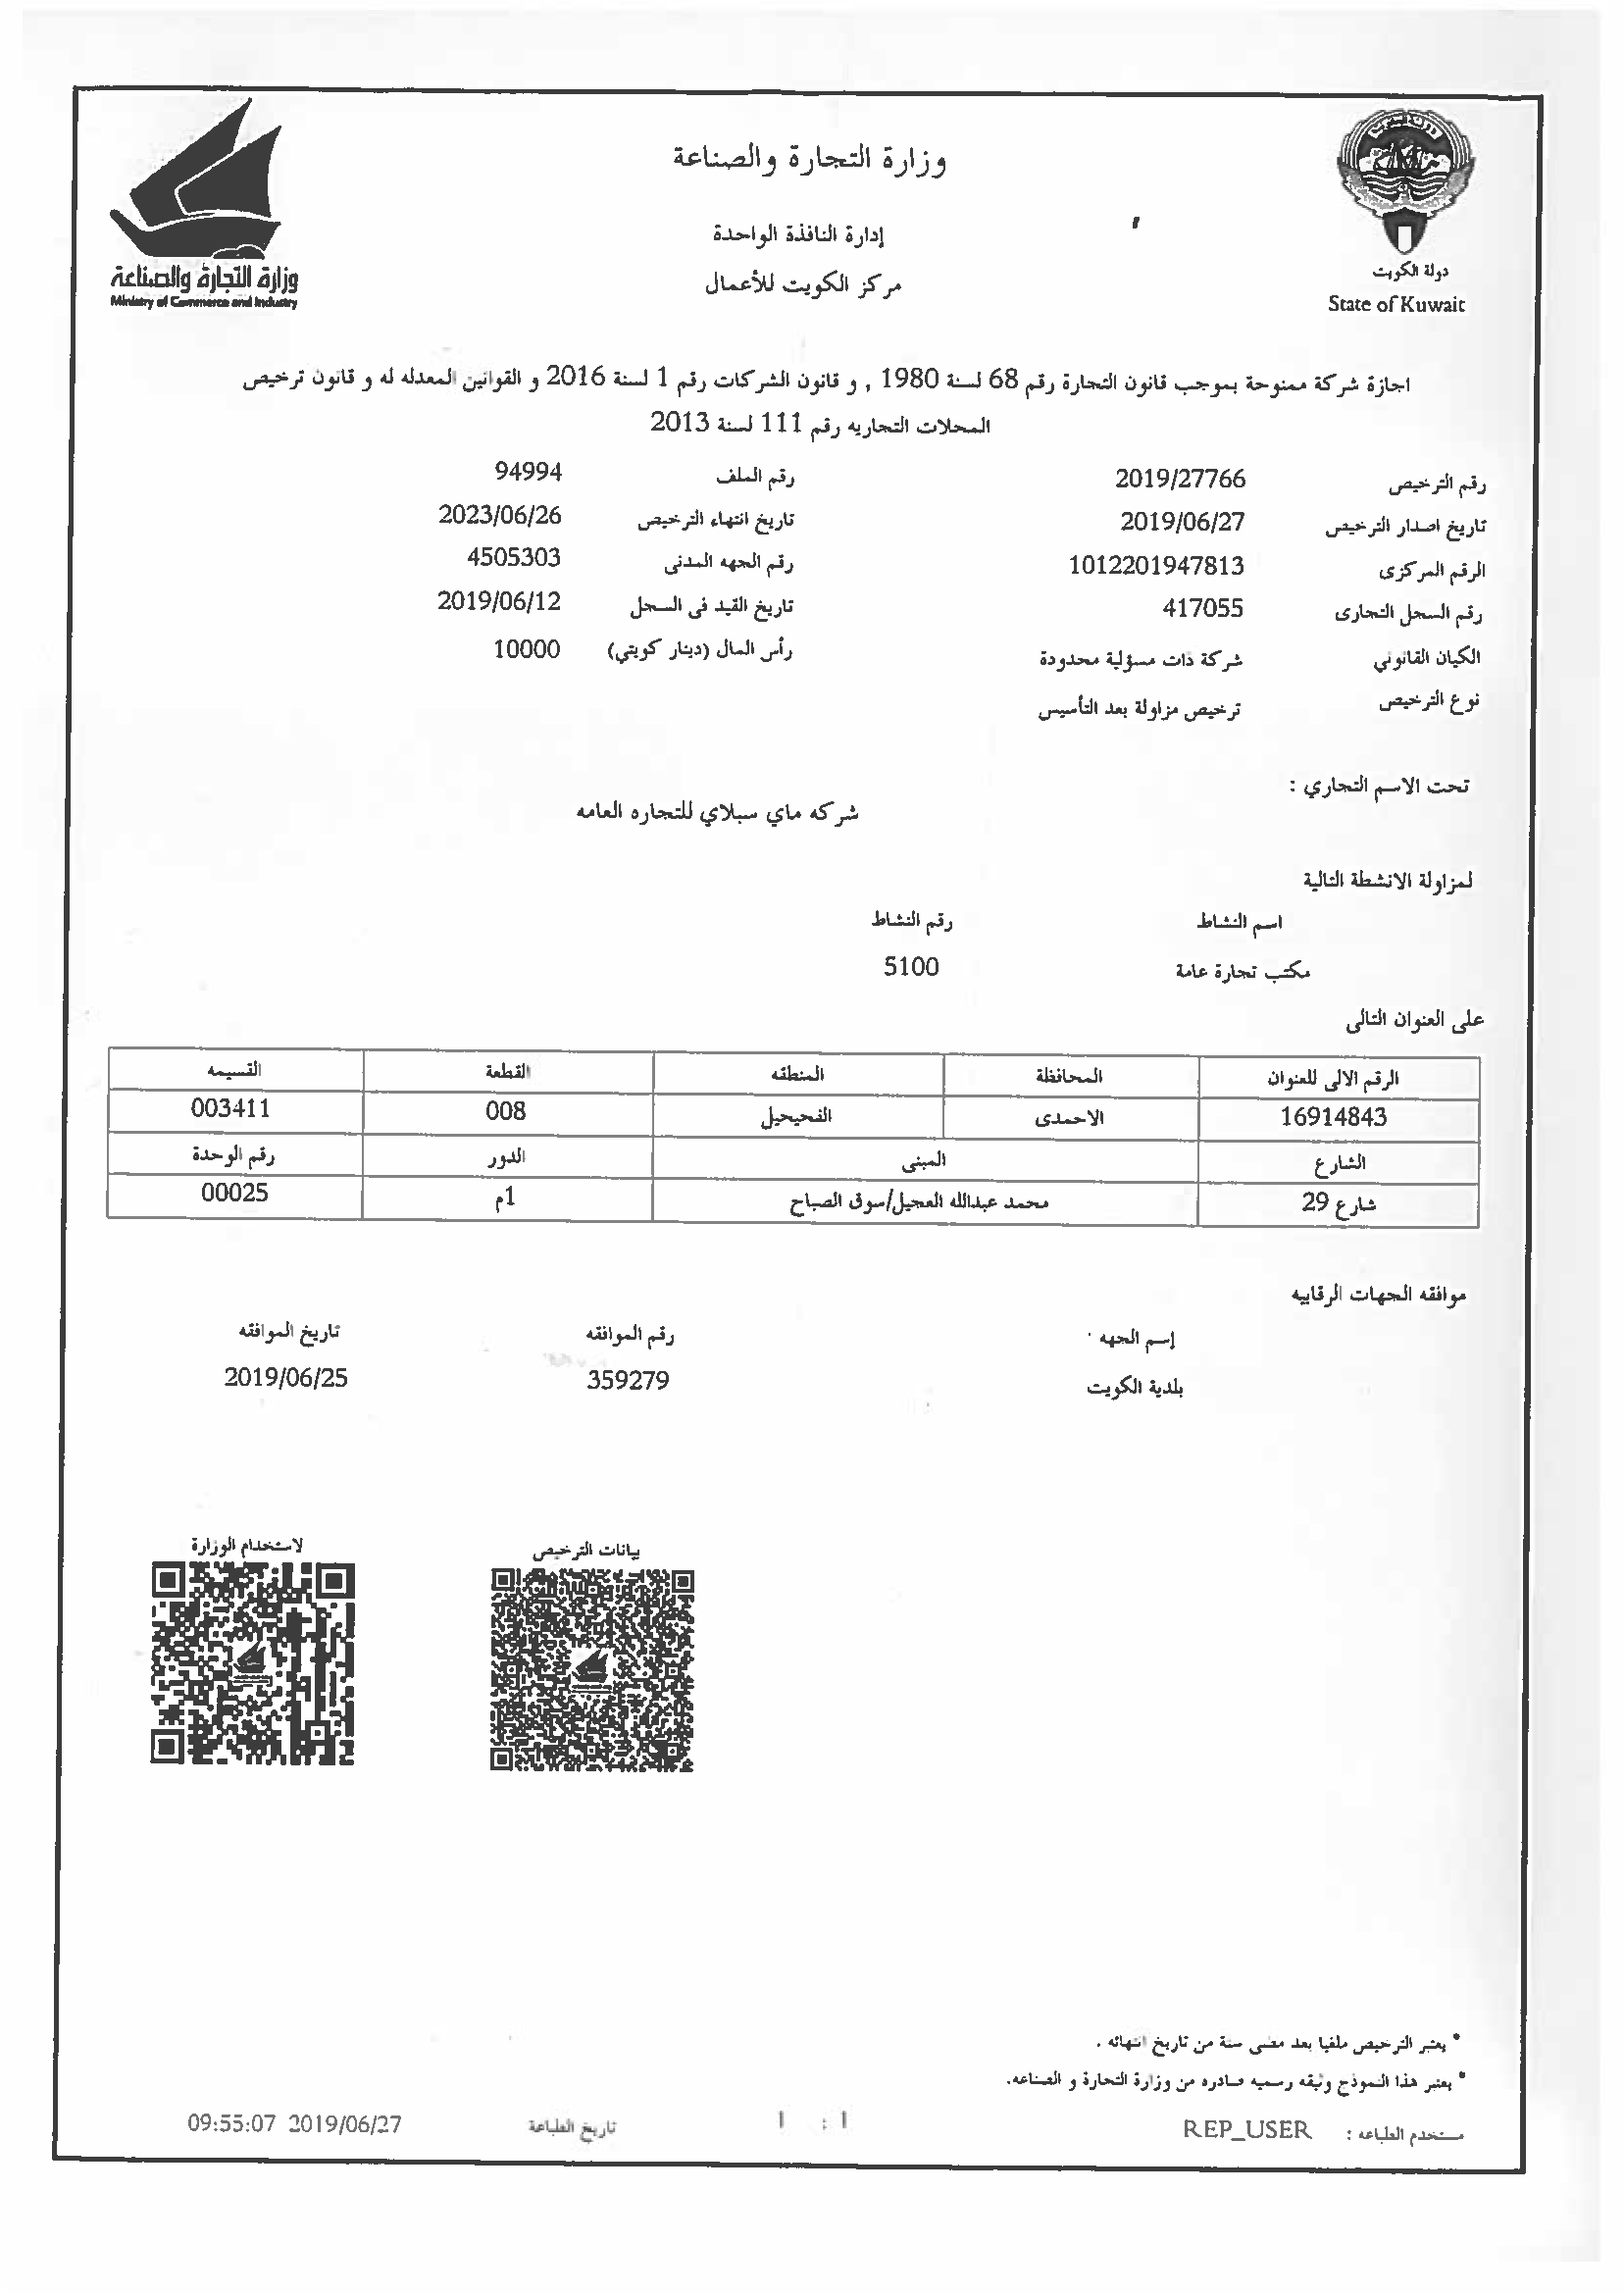 وزارة التجارة والصناعة
إدارة النافذة الواحدة
مركز الكويت للأعمال
دولة الكويت
State of Kuwait
وزارة التجارة والصناعة
Ministry of Commerce and Industry
اجازة شركة ممنوحة بموجب قانون التجارة رقم 68 لسنة 1980 , و قانون الشركات رقم 1 لسنة 2016 و القوانين المعدله له و قانون ترخيص
المحلات التجاريه رقم 111 لسنة 2013
رقم الترخيص 2019/27766 رقم الملف 94994
تاريخ اصدار الترخيص 2019/06/27 تاريخ انتهاء الترخيص 2023/06/26
الرقم المركزى 1012201947813 رقم الجهه المدنى 4505303
رقم السجل التجارى 417055 تاريخ القيد فى السجل 2019/06/12
الكيان القانوني شركة ذات مسؤلية محدودة رأس المال (دينار كويتي) 10000
نوع الترخيص ترخيص مزاولة بعد التأسيس
تحت الاسم التجاري :
شركه ماي سبلاي للتجاره العامه
لمزاولة الانشطة التالية
اسم النشاط رقم النشاط
مكتب تجارة عامة 5100
على العنوان التالى
الرقم الالى للعنوان المحافظة المنطقه القطعة القسيمه
16914843 الاحمدى الفحيحيل 008 003411
الشارع المبنى الدور رقم الوحدة
شارع 29 محمد عبدالله العجيل/سوق الصباح م1 00025
موافقه الجهات الرقابيه
إسم الجهه رقم الموافقه تاريخ الموافقه
بلدية الكويت 359279 2019/06/25
بيانات الترخيص لاستخدام الوزارة
* يعتبر الترخيص ملغيا بعد مضى سنة من تاريخ انتهائه .
* يعتبر هذا النموذج وثيقه رسميه صادره من وزارة التجارة و الصناعه.
مستخدم الطباعه : REP_USER 1 : 1 تاريخ الطباعة 2019/06/27 09:55:07